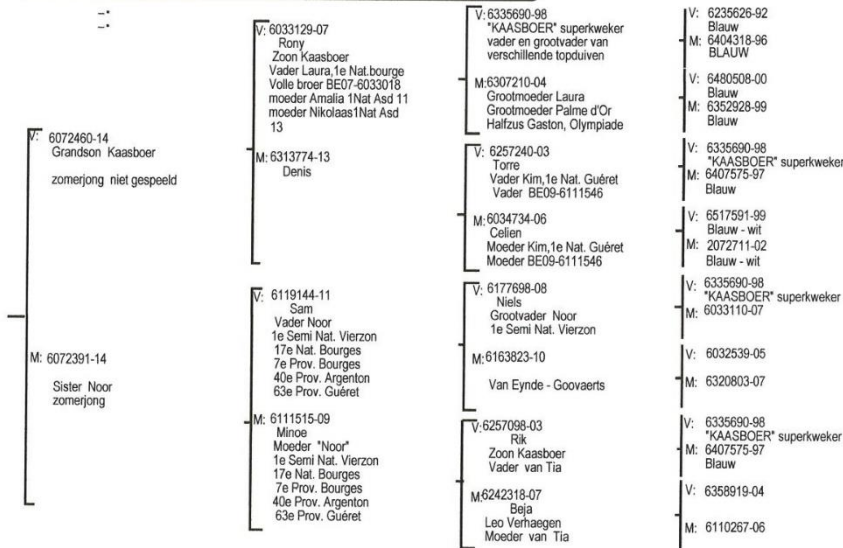 -:
-:
V: 6072460-14
Grandson Kaasboer
zomerjong niet gespeeld
M: 6072391-14
Sister Noor
zomerjong
V: 6033129-07
Rony
Zoon Kaasboer
Vader Laura,1e Nat.bourge
Volle broer BE07-6033018
moeder Amalia 1Nat Asd 11
moeder Nikolaas1Nat Asd
13
M: 6313774-13
Denis
V: 6119144-11
Sam
Vader Noor
1e Semi Nat. Vierzon
17e Nat. Bourges
7e Prov. Bourges
40e Prov. Argenton
63e Prov. Guéret
M: 6111515-09
Minoe
Moeder "Noor"
1e Semi Nat. Vierzon
17e Nat. Bourges
7e Prov. Bourges
40e Prov. Argenton
63e Prov. Guéret
V: 6335690-98
"KAASBOER" superkweker
vader en grootvader van
verschillende topduiven
M:6307210-04
Grootmoeder Laura
Grootmoeder Palme d'Or
Halfzus Gaston, Olympiade
V: 6257240-03
Torre
Vader Kim,1e Nat. Guéret
Vader BE09-6111546
M:6034734-06
Celien
Moeder Kim,1e Nat. Guéret
Moeder BE09-6111546
V:6177698-08
Niels
Grootvader Noor
1e Semi Nat. Vierzon
M:6163823-10
Van Eynde - Goovaerts
V:6257098-03
Rik
Zoon Kaasboer
Vader van Tia
M:6242318-07
Beja
Leo Verhaegen
Moeder van Tia
V: 6235626-92
Blauw
M: 6404318-96
BLAUW
V: 6480508-00
Blauw
M: 6352928-99
Blauw
V: 6335690-98
"KAASBOER" superkweker
M: 6407575-97
Blauw
V: 6517591-99
Blauw - wit
M: 2072711-02
Blauw - wit
V: 6335690-98
"KAASBOER" superkweker
M: 6033110-07
V: 6032539-05
M: 6320803-07
V: 6335690-98
"KAASBOER" superkweker
M: 6407575-97
Blauw
V: 6358919-04
M: 6110267-06